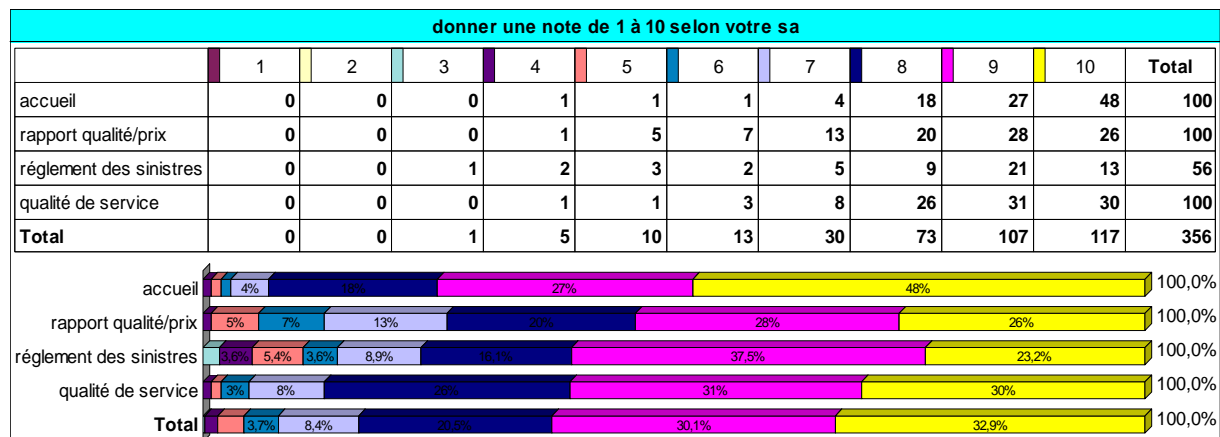 donner une note de 1 à 10 selon votre sa
1 2 3 4 5 6 7 8 9 10 Total
accueil 0 0 0 1 1 1 4 18 27 48 100
rapport qualité/prix 0 0 0 1 5 7 13 20 28 26 100
réglement des sinistres 0 0 1 2 3 2 5 9 21 13 56
qualité de service 0 0 0 1 1 3 8 26 31 30 100
Total 0 0 1 5 10 13 30 73 107 117 356
accueil 4% 18% 27% 48% 100,0%
rapport qualité/prix 5% 7% 13% 20% 28% 26% 100,0%
réglement des sinistres 3,6% 5,4% 3,6% 8,9% 16,1% 37,5% 23,2% 100,0%
qualité de service 3% 8% 26% 31% 30% 100,0%
Total 3,7% 8,4% 20,5% 30,1% 32,9% 100,0%